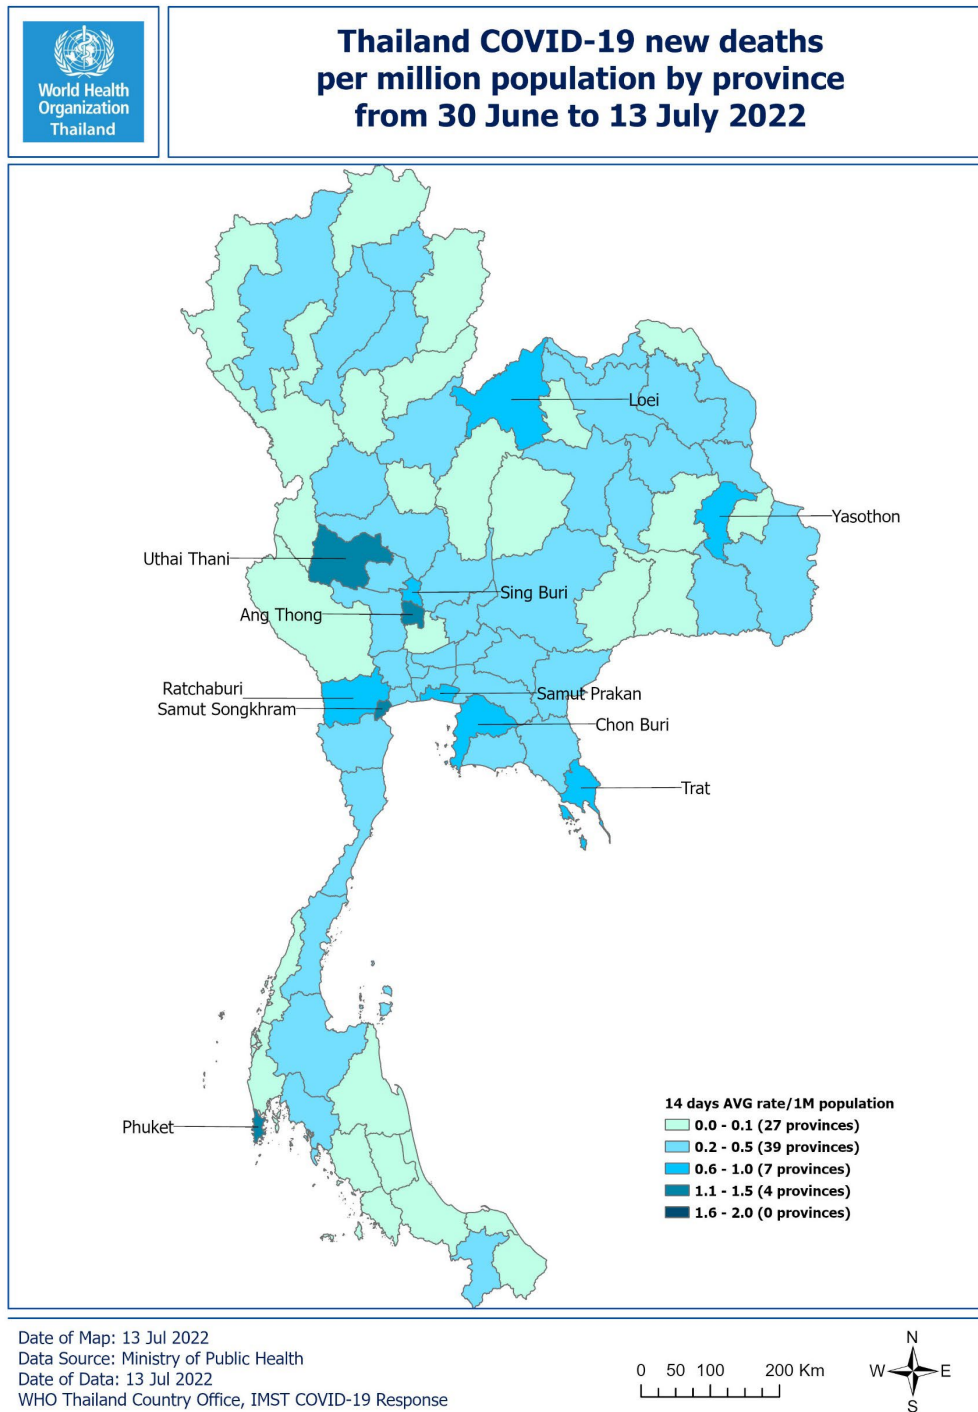 World Health
Organization
Thailand
Thailand COVID-19 new deaths
per million population by province
from 30 June to 13 July 2022
Loei
Yasothon
Uthai Thani
Sing Buri
Ang Thong
Ratchaburi
Samut Prakan
Samut Songkhram
Chon Buri
Trat
Phuket
14 days AVG rate/1M population
0.0 - 0.1 (27 provinces)
0.2 - 0.5 (39 provinces)
0.6 - 1.0 (7 provinces)
1.1 - 1.5 (4 provinces)
1.6 - 2.0 (0 provinces)
Date of Map: 13 Jul 2022
Data Source: Ministry of Public Health
Date of Data: 13 Jul 2022
WHO Thailand Country Office, IMST COVID-19 Response
0 50 100 200 Km
N
W E
S